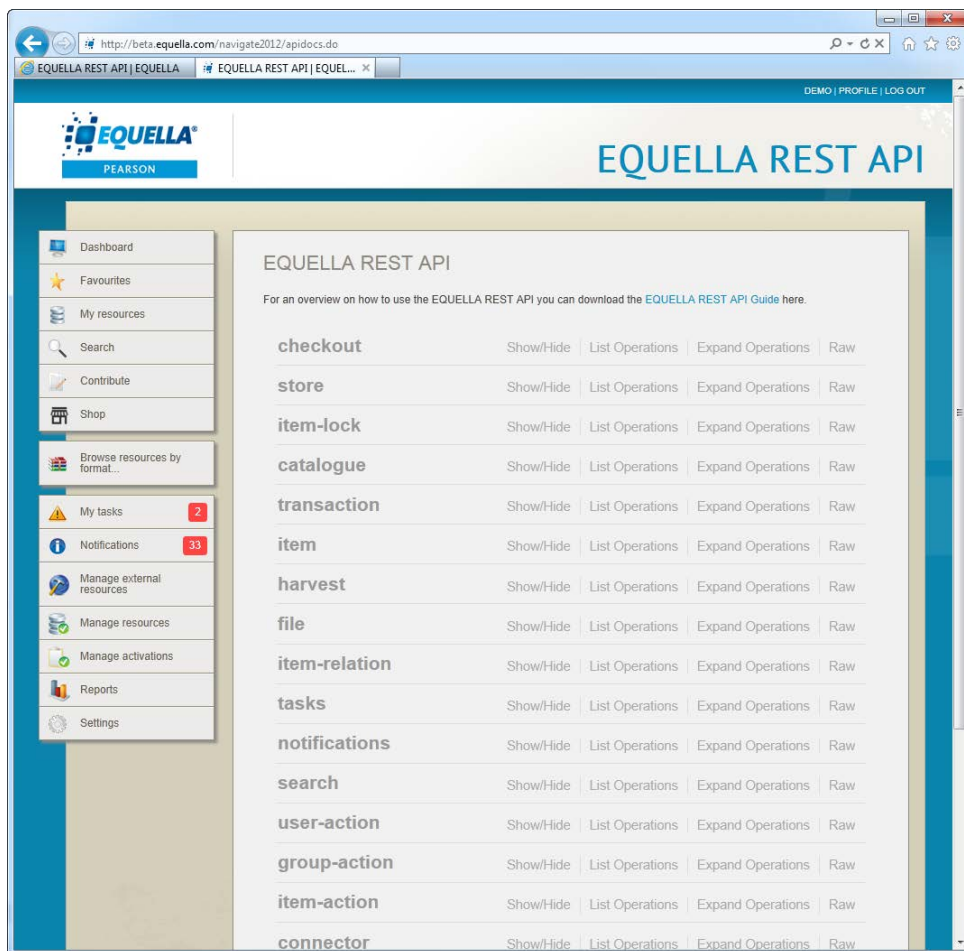 http://beta.equella.com/navigate2012/apidocs.do
EQUELLA REST API | EQUELLA
EQUELLA REST API | EQUEL...
DEMO | PROFILE | LOG OUT
EQUELLA®
PEARSON
EQUELLA REST API
Dashboard
Favourites
My resources
Search
Contribute
Shop
Browse resources by
format...
My tasks 2
Notifications 33
Manage external
resources
Manage resources
Manage activations
Reports
Settings
EQUELLA REST API
For an overview on how to use the EQUELLA REST API you can download the EQUELLA REST API Guide here.
checkout Show/Hide List Operations Expand Operations Raw
store Show/Hide List Operations Expand Operations Raw
item-lock Show/Hide List Operations Expand Operations Raw
catalogue Show/Hide List Operations Expand Operations Raw
transaction Show/Hide List Operations Expand Operations Raw
item Show/Hide List Operations Expand Operations Raw
harvest Show/Hide List Operations Expand Operations Raw
file Show/Hide List Operations Expand Operations Raw
item-relation Show/Hide List Operations Expand Operations Raw
tasks Show/Hide List Operations Expand Operations Raw
notifications Show/Hide List Operations Expand Operations Raw
search Show/Hide List Operations Expand Operations Raw
user-action Show/Hide List Operations Expand Operations Raw
group-action Show/Hide List Operations Expand Operations Raw
item-action Show/Hide List Operations Expand Operations Raw
connector Show/Hide List Operations Expand Operations Raw